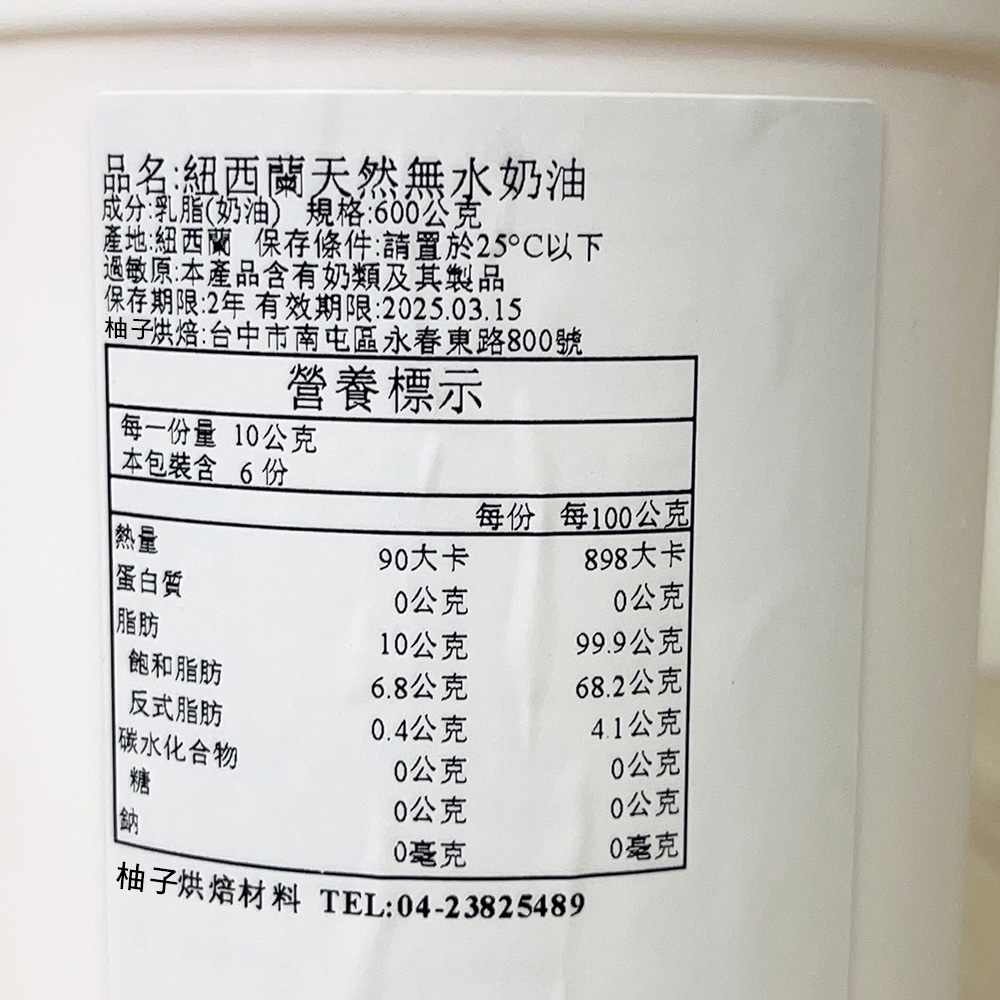 品名:紐西蘭天然無水奶油
成分:乳脂(奶油) 規格:600公克
產地:紐西蘭 保存條件:請置於25°C以下
過敏原:本產品含有奶類及其製品
保存期限:2年 有效期限:2025.03.15
柚子烘焙:台中市南屯區永春東路800號
營養標示
每一份量 10公克
本包裝含 6 份
每份 每100公克
熱量 90大卡 898大卡
蛋白質 0公克 0公克
脂肪 10公克 99.9公克
飽和脂肪 6.8公克 68.2公克
反式脂肪 0.4公克 4.1公克
碳水化合物 0公克 0公克
糖 0公克 0公克
鈉 0毫克 0毫克
柚子烘焙材料 TEL:04-23825489